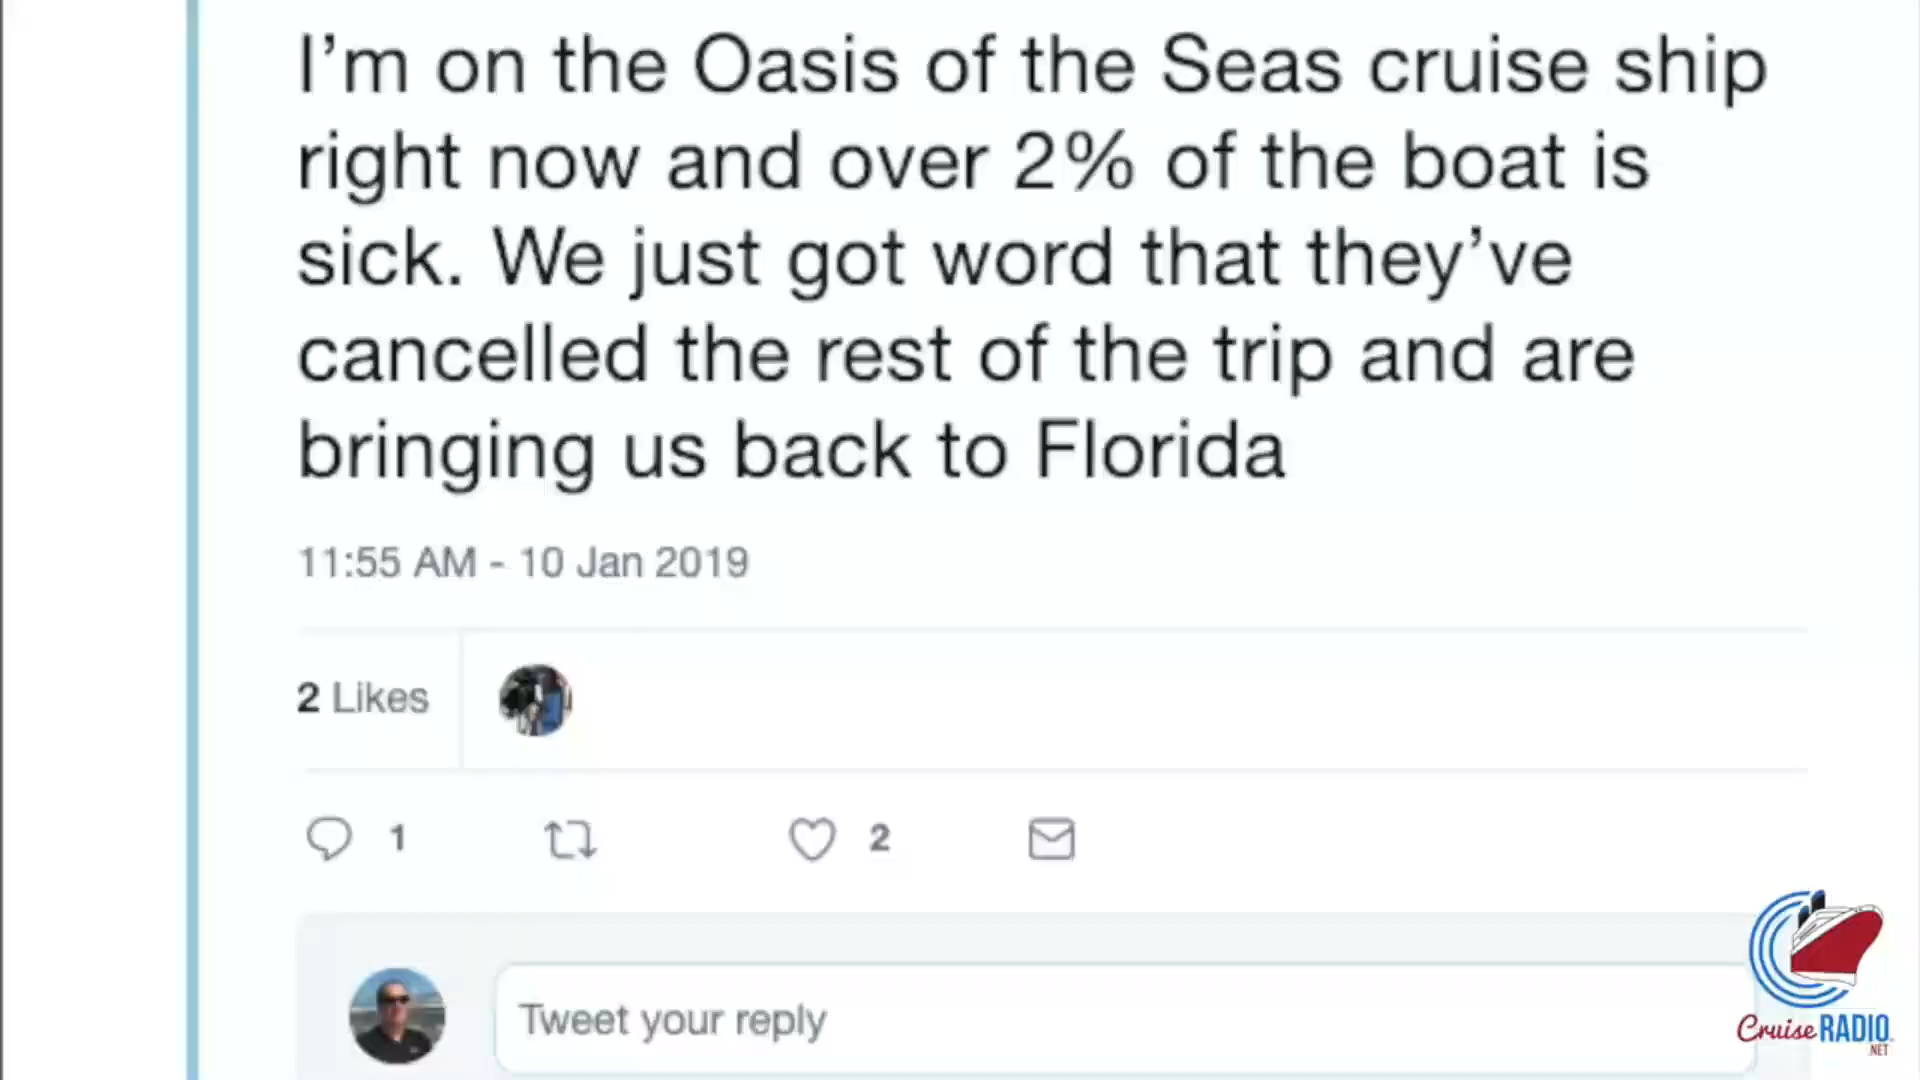 I'm on the Oasis of the Seas cruise ship
right now and over 2% of the boat is
sick. We just got word that they've
cancelled the rest of the trip and are
bringing us back to Florida
11:55 AM - 10 Jan 2019
2 Likes
1 2
Tweet your reply
Cruise RADIO
.NET